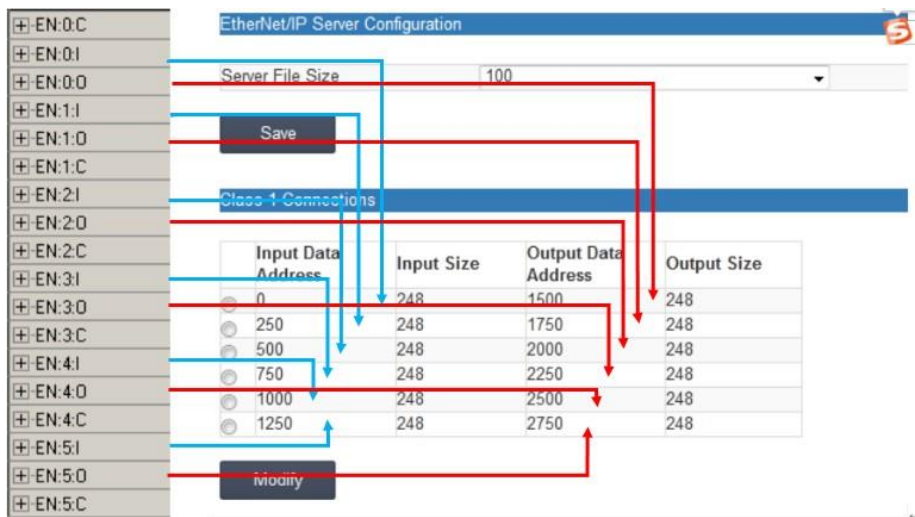 EN:0:C
EN:0:I
EN:0:O
EN:1:I
EN:1:O
EN:1:C
EN:2:I
EN:2:O
EN:2:C
EN:3:I
EN:3:O
EN:3:C
EN:4:I
EN:4:O
EN:4:C
EN:5:I
EN:5:O
EN:5:C
EtherNet/IP Server Configuration
Server File Size 100
Save
Class 1 Connections
Input Data Address Input Size Output Data Address Output Size
0 248 1500 248
250 248 1750 248
500 248 2000 248
750 248 2250 248
1000 248 2500 248
1250 248 2750 248
Modify